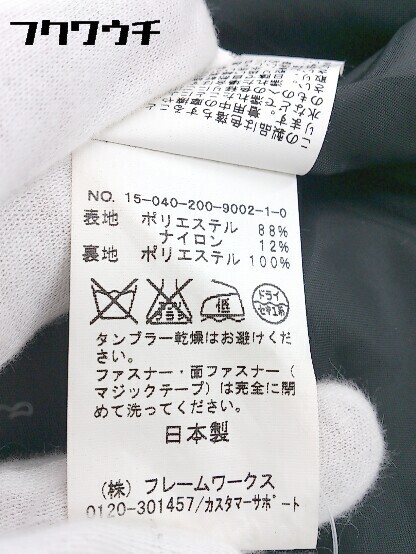 フクワウチ
NO. 15-040-200-9002-1-0
表地 ポリエステル 88%
ナイロン 12%
裏地 ポリエステル 100%
低
ドライ
セキユ系
タンブラー乾燥はお避けくだ
さい。
ファスナー・面ファスナー(
マジックテープ)は完全に閉
めて洗ってください。
日本製
(株) フレームワークス
0120-301457/カスタマーサポート